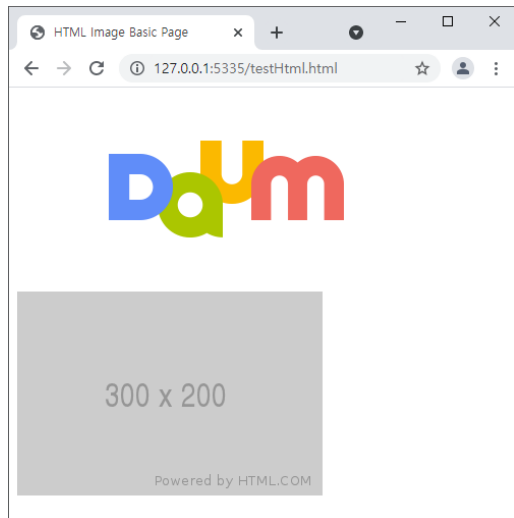 HTML Image Basic Page
127.0.0.1:5335/testHtml.html
Daum
300 x 200
Powered by HTML.COM